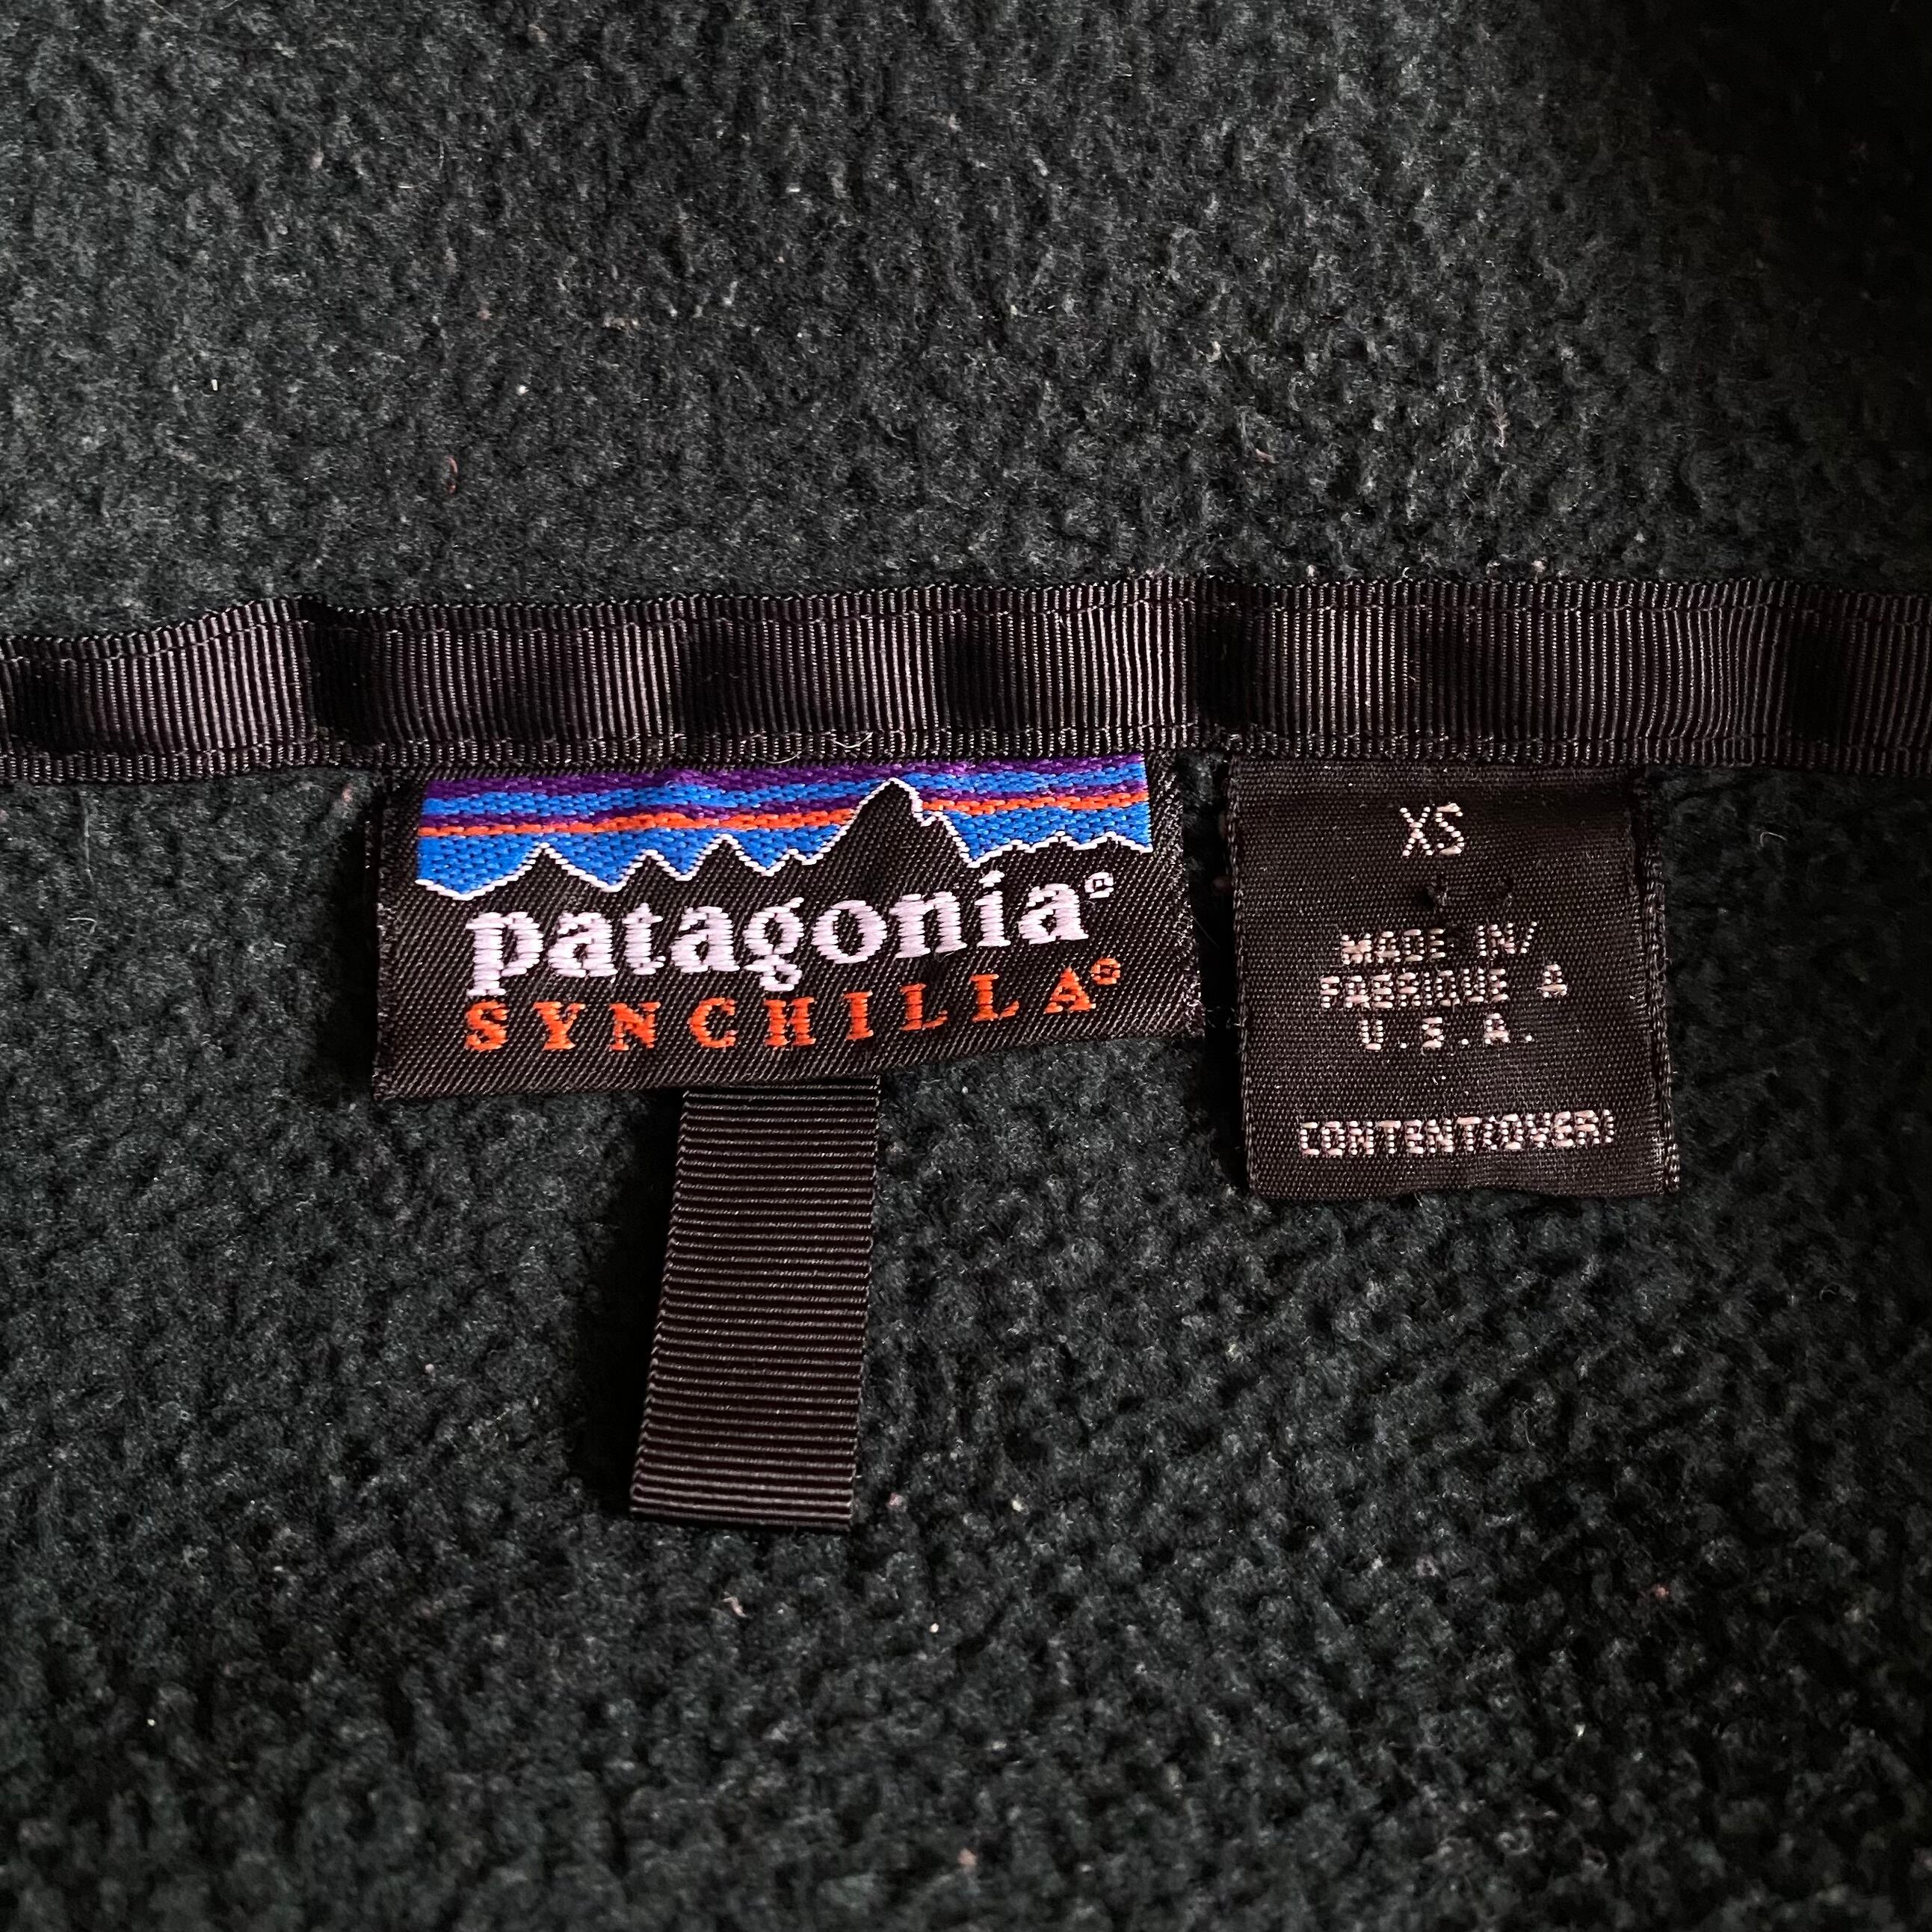 patagonia®
SYNCHILLA®
XS
MADE IN/
FABRIQUE A
U.S.A.
CONTENT(OVER)